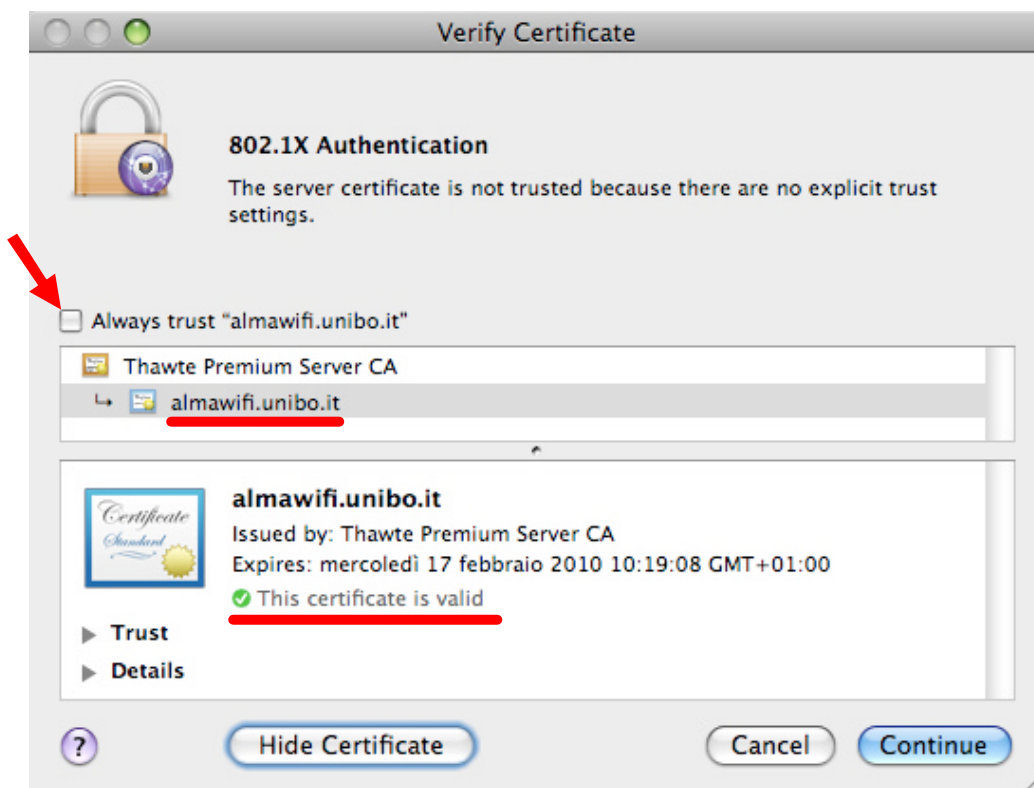 Verify Certificate
802.1X Authentication
The server certificate is not trusted because there are no explicit trust
settings.
Always trust “almawifi.unibo.it”
Thawte Premium Server CA
almawifi.unibo.it
Certificate
Standard
almawifi.unibo.it
Issued by: Thawte Premium Server CA
Expires: mercoledì 17 febbraio 2010 10:19:08 GMT+01:00
This certificate is valid
Trust
Details
?
Hide Certificate
Cancel
Continue